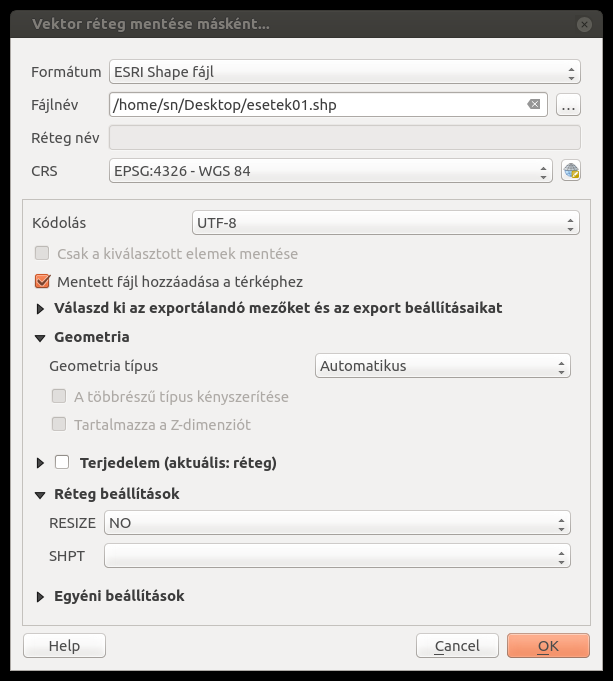 Vektor réteg mentése másként...
Formátum ESRI Shape fájl
Fájlnév /home/sn/Desktop/esetek01.shp ...
Réteg név
CRS EPSG:4326 - WGS 84
Kódolás UTF-8
Csak a kiválasztott elemek mentése
Mentett fájl hozzáadása a térképhez
Válaszd ki az exportálandó mezőket és az export beállításaikat
Geometria
Geometria típus Automatikus
A többrészű típus kényszerítése
Tartalmazza a Z-dimenziót
Terjedelem (aktuális: réteg)
Réteg beállítások
RESIZE NO
SHPT
Egyéni beállítások
Help Cancel OK